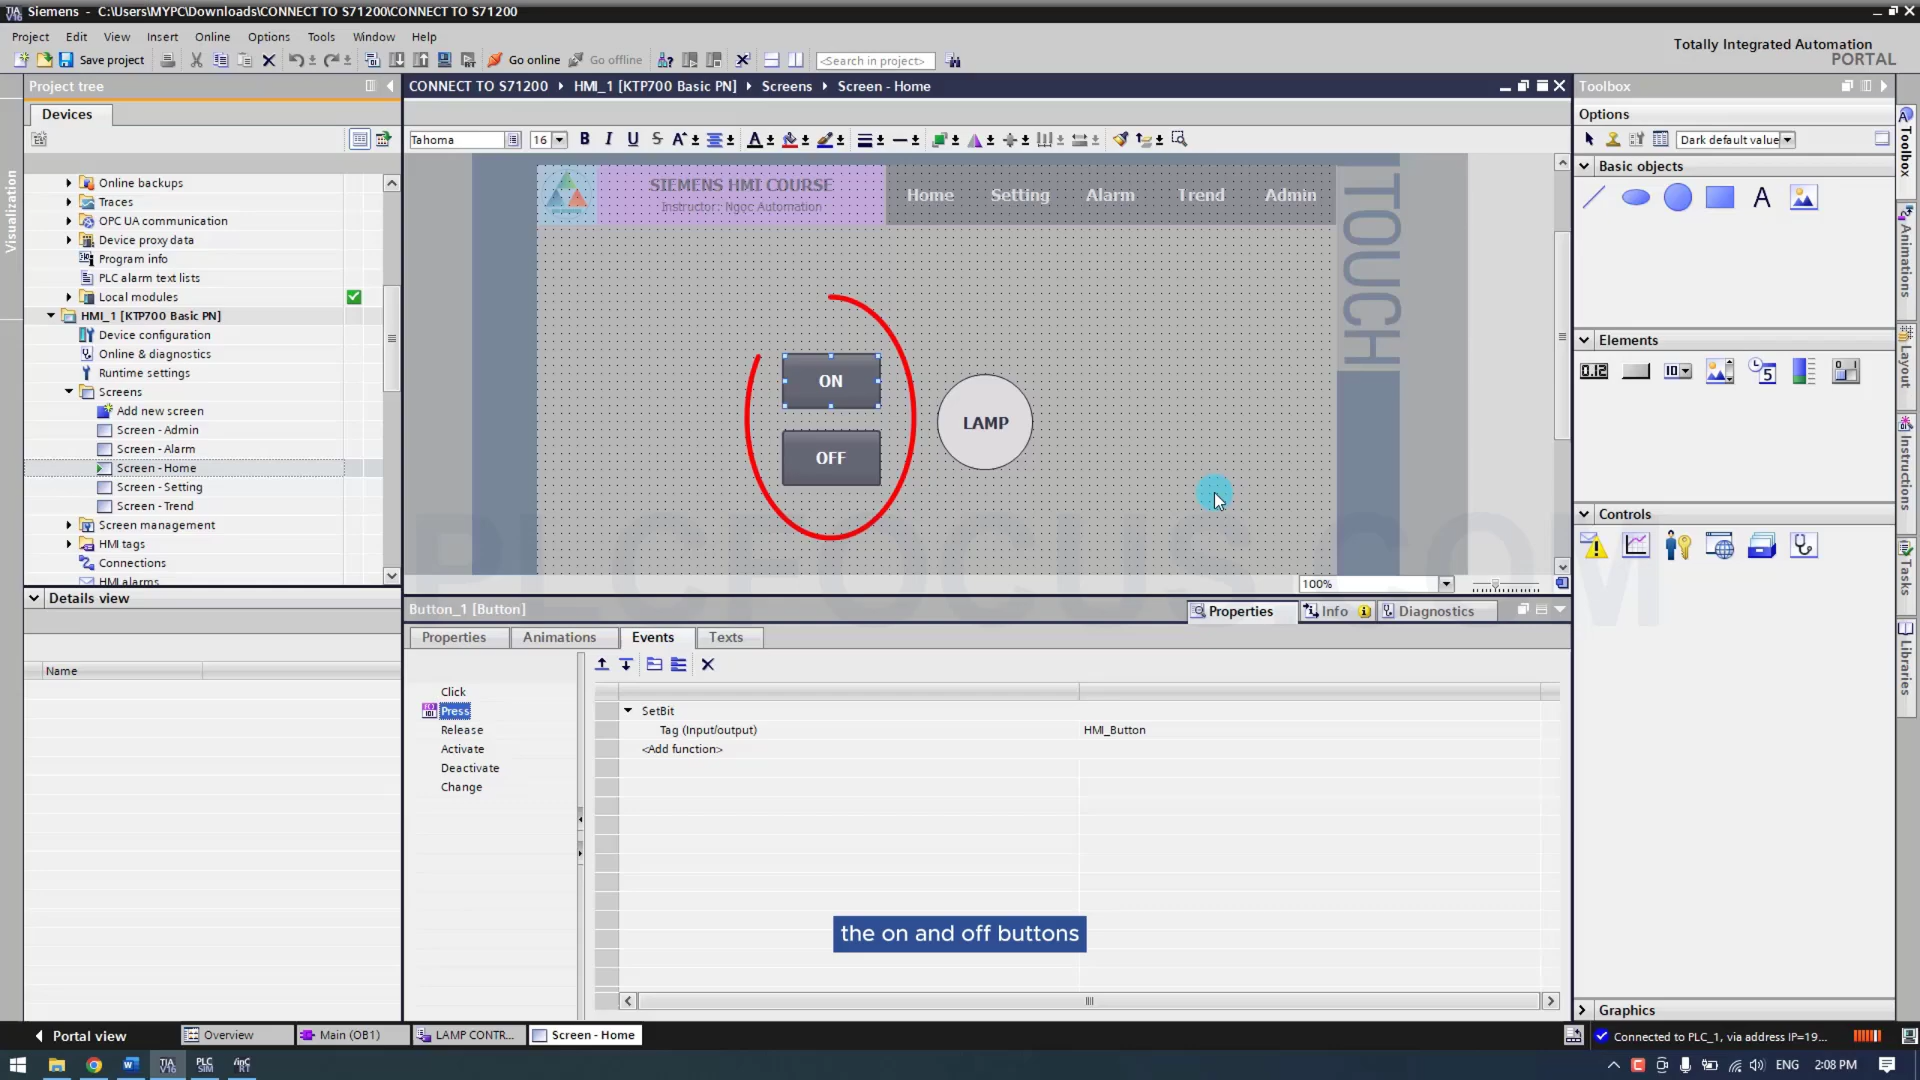 Siemens - C:\Users\MYPC\Downloads\CONNECT TO S71200\CONNECT TO S71200
Project Edit View Insert Online Options Tools Window Help
Totally Integrated Automation
PORTAL
Save project
Go online
Go offline
<Search in project>
Project tree
CONNECT TO S71200 HMI_1 [KTP700 Basic PN] Screens Screen - Home
Toolbox
Devices
Options
Tahoma
16
Dark default value
Visualization
Online backups
Traces
OPC UA communication
Device proxy data
Program info
PLC alarm text lists
Local modules
HMI_1 [KTP700 Basic PN]
Device configuration
Online & diagnostics
Runtime settings
Screens
Add new screen
Screen - Admin
Screen - Alarm
Screen - Home
Screen - Setting
Screen - Trend
Screen management
HMI tags
Connections
HMI alarms
SIEMENS HMI COURSE
Instructor: Ngoc Automation
Home Setting Alarm Trend Admin
TOUCH
ON
OFF
LAMP
PLCFOCUS.COM
100%
Basic objects
Elements
Controls
Graphics
Toolbox
Animations
Layout
Instructions
Tasks
Libraries
Details view
Name
Button_1 [Button]
Properties Info Diagnostics
Properties Animations Events Texts
Click
Press
Release
Activate
Deactivate
Change
SetBit
Tag (Input/output) HMI_Button
<Add function>
the on and off buttons
Portal view
Overview
Main (OB1)
LAMP CONTR...
Screen - Home
Connected to PLC_1, via address IP=19...
ENG
2:08 PM